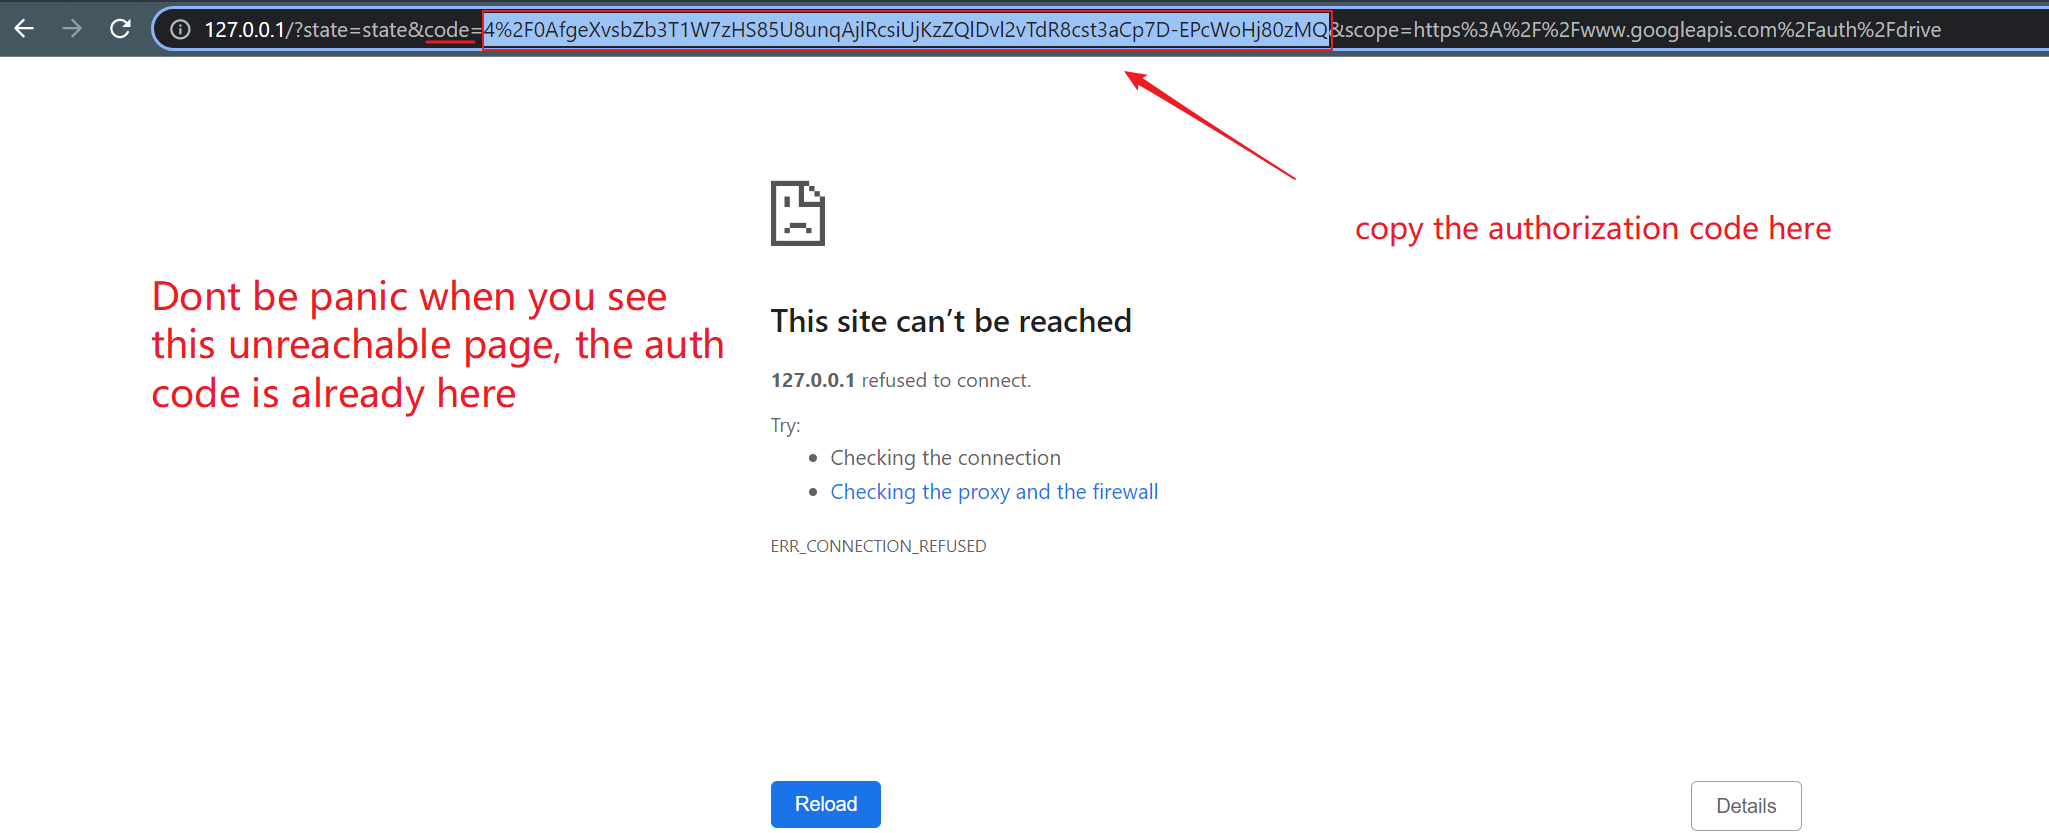 127.0.0.1/?state=state&code=4%2F0AfgeXvsbZb3T1W7zHS85U8unqAjlRcsiUjKzZQlDvl2vTdR8cst3aCp7D-EPcWoHj80zMQ&scope=https%3A%2F%2Fwww.googleapis.com%2Fauth%2Fdrive
copy the authorization code here
Dont be panic when you see
this unreachable page, the auth
code is already here
This site can’t be reached
127.0.0.1 refused to connect.
Try:
• Checking the connection
• Checking the proxy and the firewall
ERR_CONNECTION_REFUSED
Reload
Details